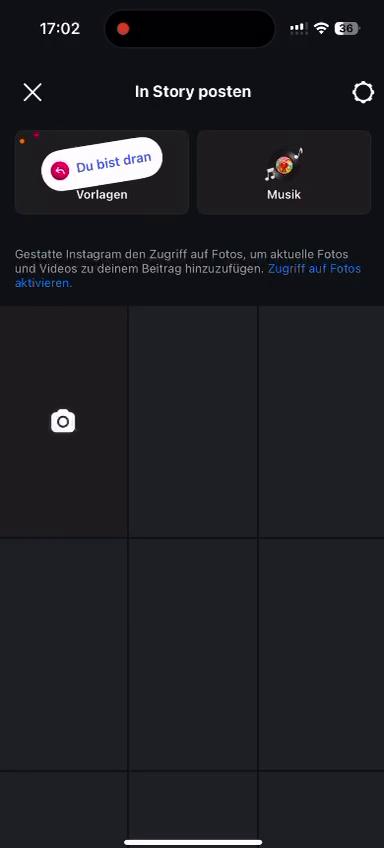 17:02
36
In Story posten
Du bist dran
Vorlagen
Musik
Gestatte Instagram den Zugriff auf Fotos, um aktuelle Fotos
und Videos zu deinem Beitrag hinzuzufügen. Zugriff auf Fotos
aktivieren.